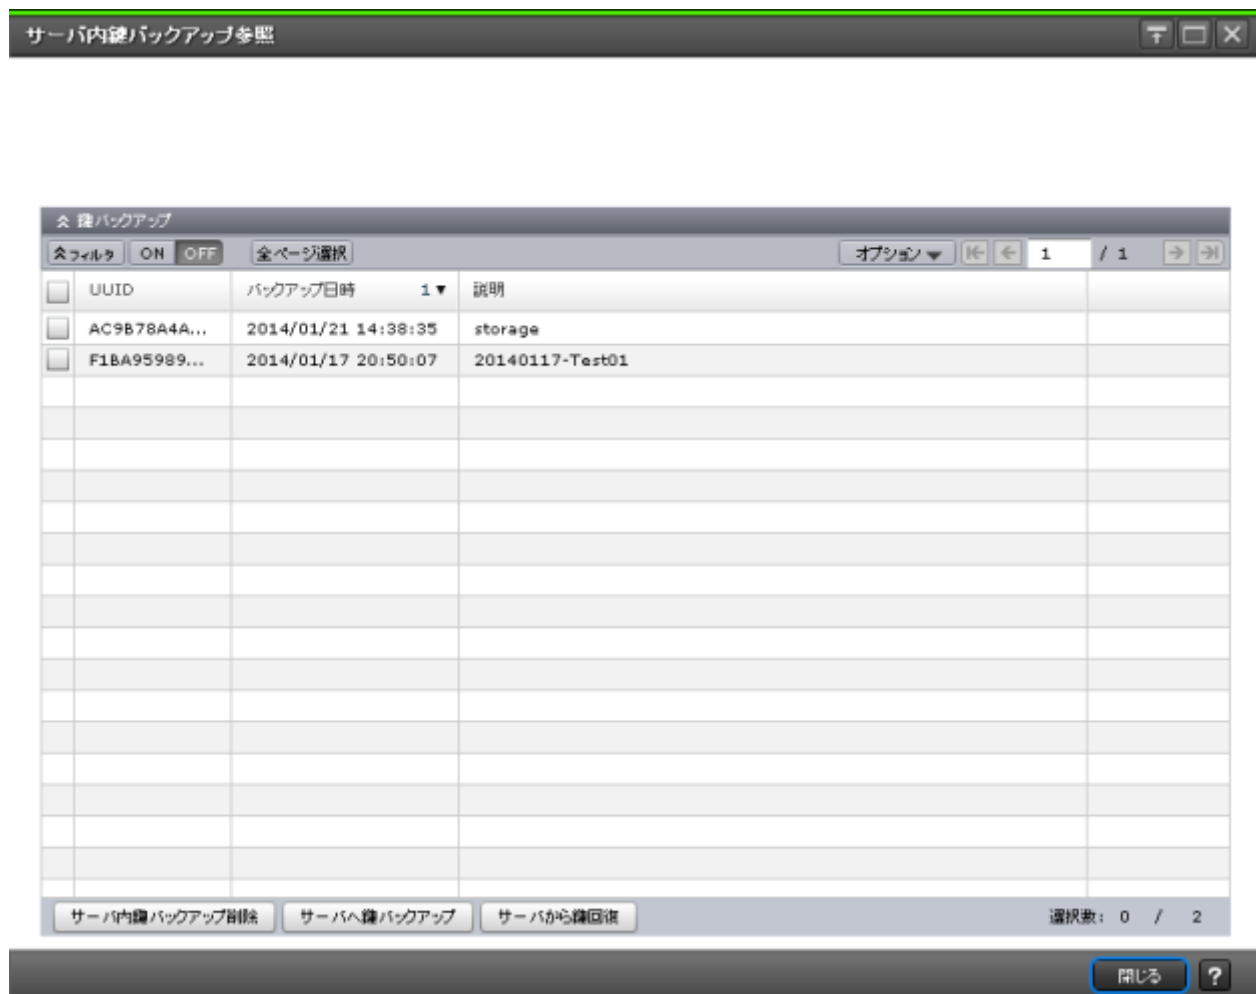 サーバ内鍵バックアップ参照
鍵バックアップ
フィルタ ON OFF 全ページ選択 オプション 1 / 1
UUID バックアップ日時 1 説明
AC9B78A4A... 2014/01/21 14:38:35 storage
F1BA95989... 2014/01/17 20:50:07 20140117-Test01
サーバ内鍵バックアップ削除 サーバへ鍵バックアップ サーバから鍵回復 選択数: 0 / 2
閉じる ?